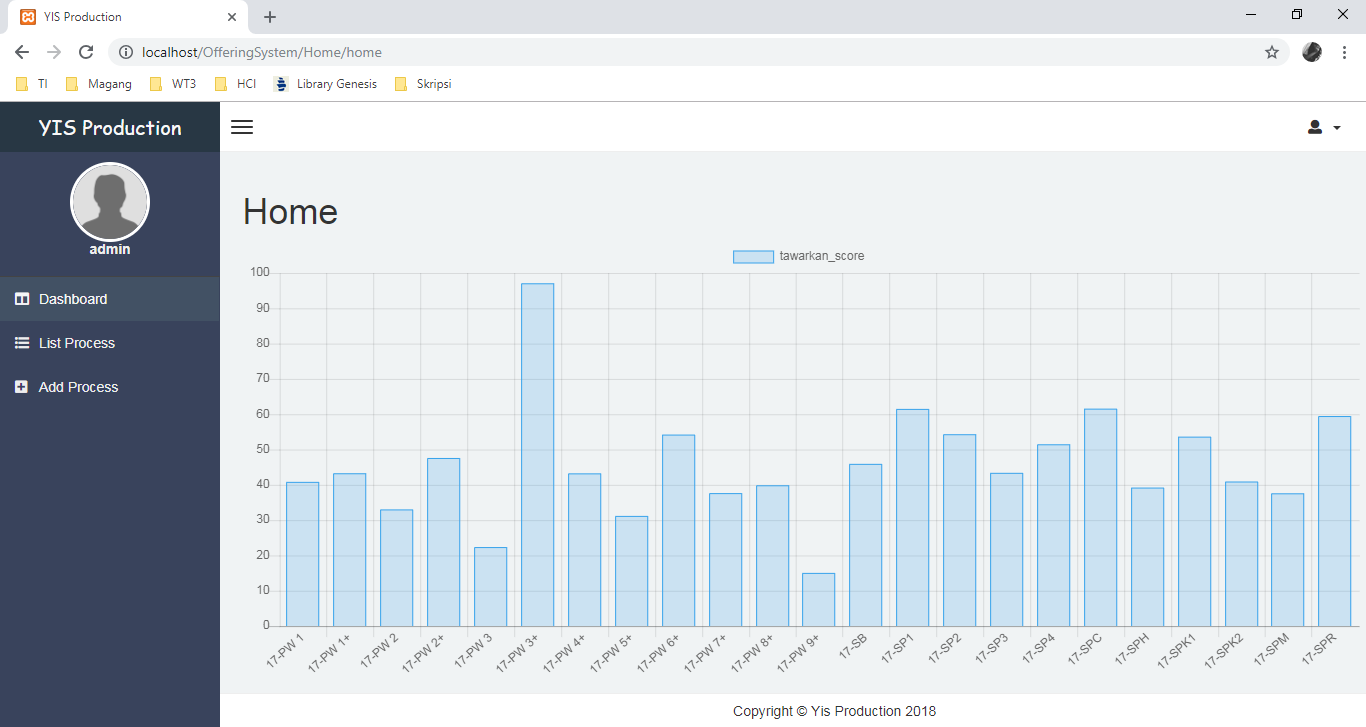 YIS Production
localhost/OfferingSystem/Home/home
TI Magang WT3 HCI Library Genesis Skripsi
YIS Production
admin
Dashboard
List Process
Add Process
Home
tawarkan_score
100
90
80
70
60
50
40
30
20
10
0
17-PW 1
17-PW 1+
17-PW 2
17-PW 2+
17-PW 3
17-PW 3+
17-PW 4+
17-PW 5+
17-PW 6+
17-PW 7+
17-PW 8+
17-PW 9+
17-SB
17-SP1
17-SP2
17-SP3
17-SP4
17-SPC
17-SPH
17-SPK1
17-SPK2
17-SPM
17-SPR
Copyright © Yis Production 2018